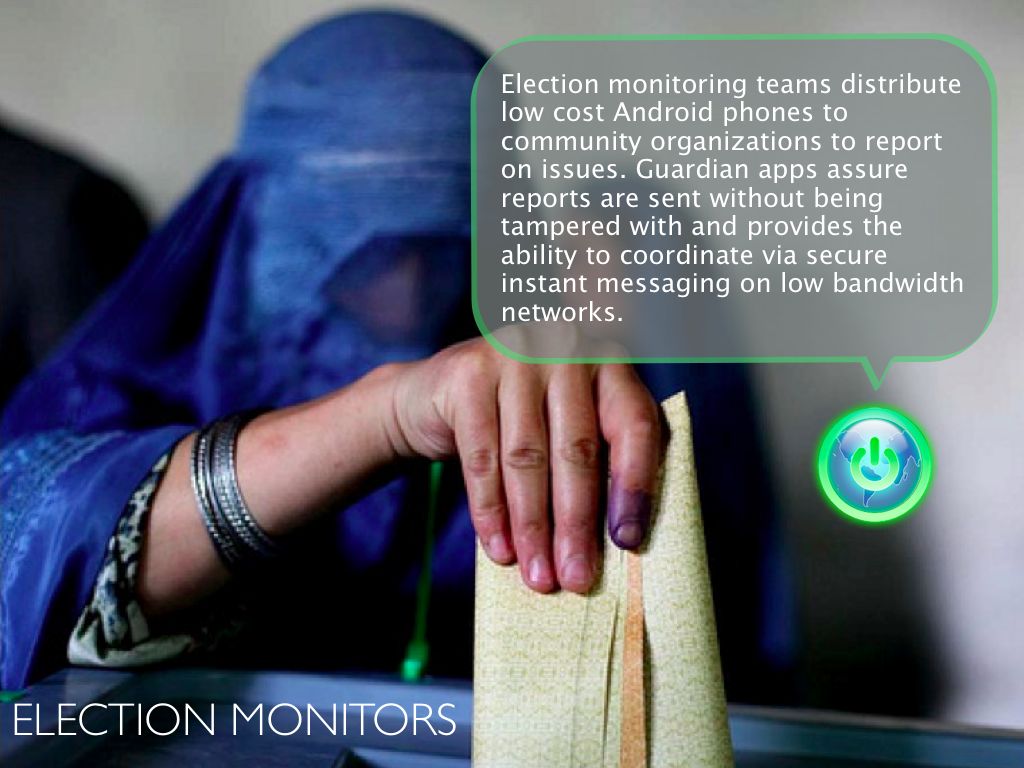 Election monitoring teams distribute
low cost Android phones to
community organizations to report
on issues. Guardian apps assure
reports are sent without being
tampered with and provides the
ability to coordinate via secure
instant messaging on low bandwidth
networks.
ELECTION MONITORS